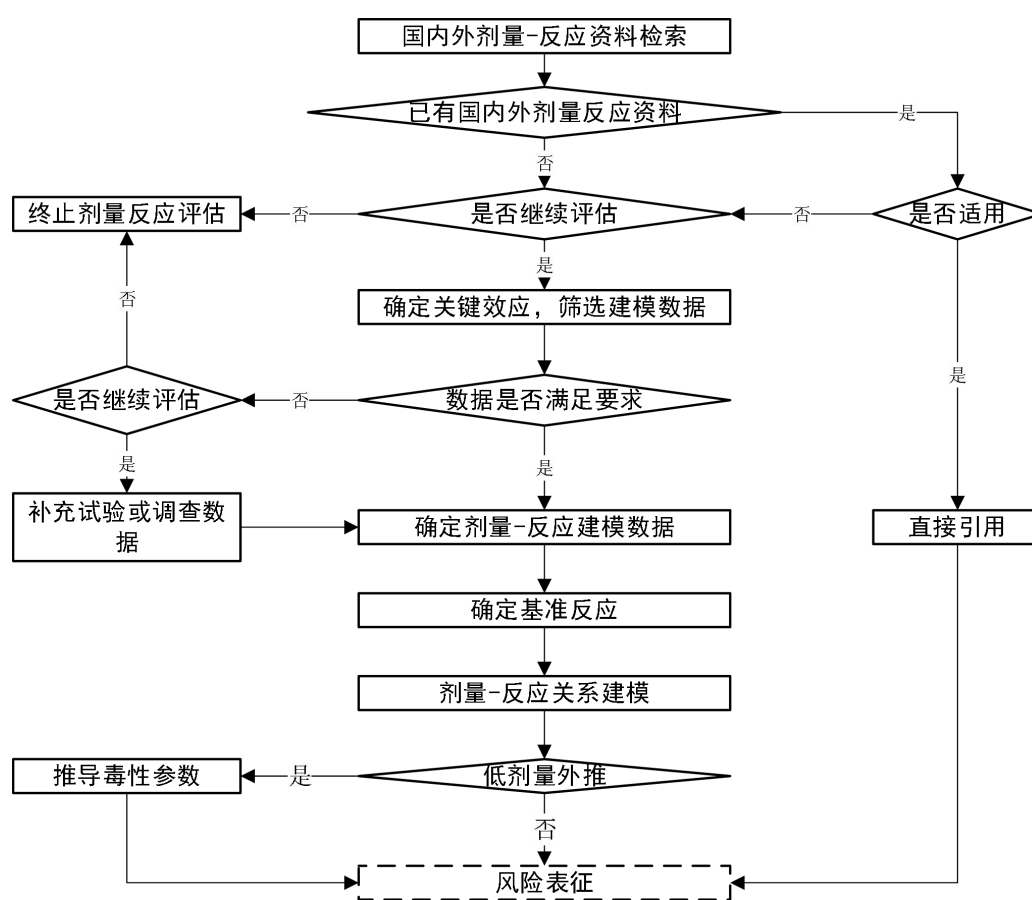 国内外剂量-反应资料检索
已有国内外剂量反应资料
是
否
终止剂量反应评估
否
是否继续评估
否
是否适用
是
否
确定关键效应，筛选建模数据
是
是否继续评估
否
数据是否满足要求
是
是
补充试验或调查数
据
确定剂量-反应建模数据
直接引用
确定基准反应
剂量-反应关系建模
推导毒性参数
是
低剂量外推
否
风险表征